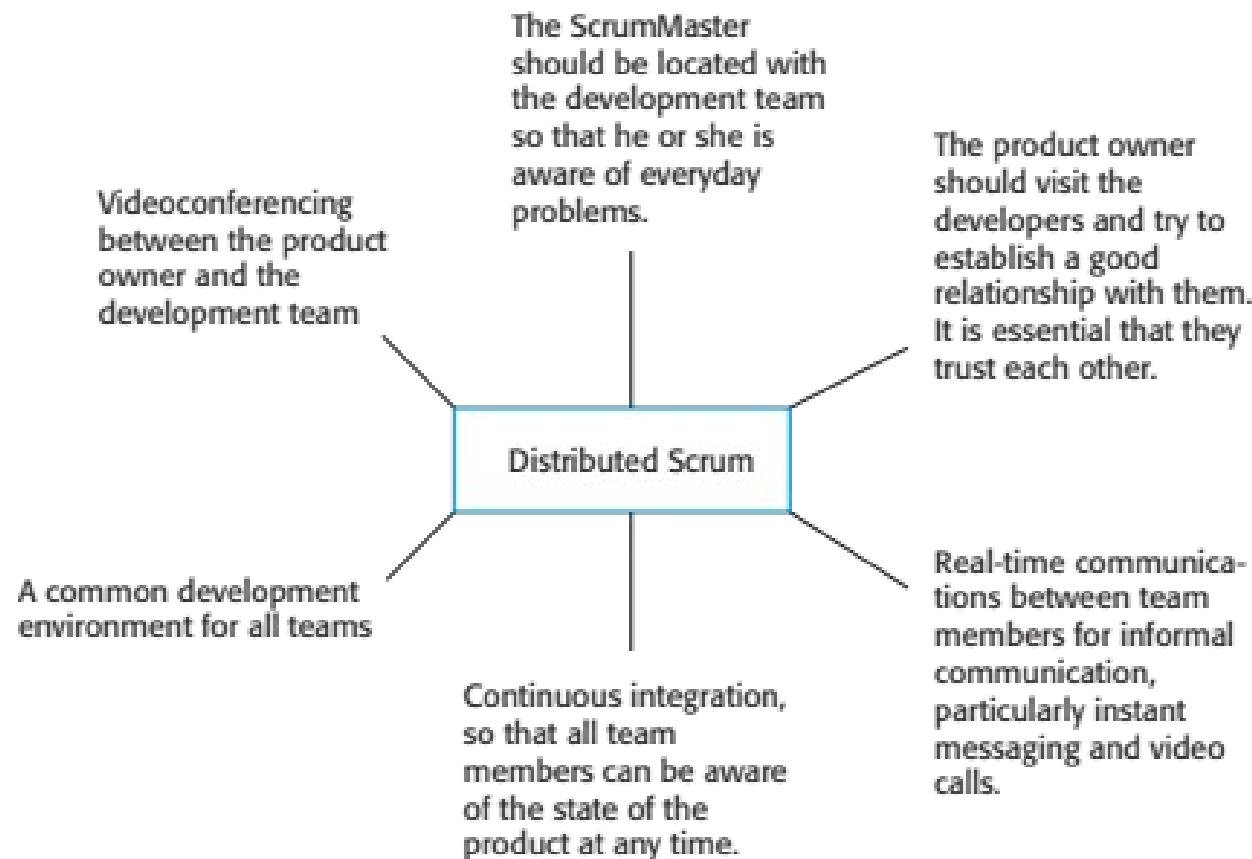 The ScrumMaster
should be located with
the development team
so that he or she is
aware of everyday
problems.
The product owner
should visit the
developers and try to
establish a good
relationship with them.
It is essential that they
trust each other.
Videoconferencing
between the product
owner and the
development team
Distributed Scrum
A common development
environment for all teams
Real-time communica-
tions between team
members for informal
communication,
particularly instant
messaging and video
calls.
Continuous integration,
so that all team
members can be aware
of the state of the
product at any time.